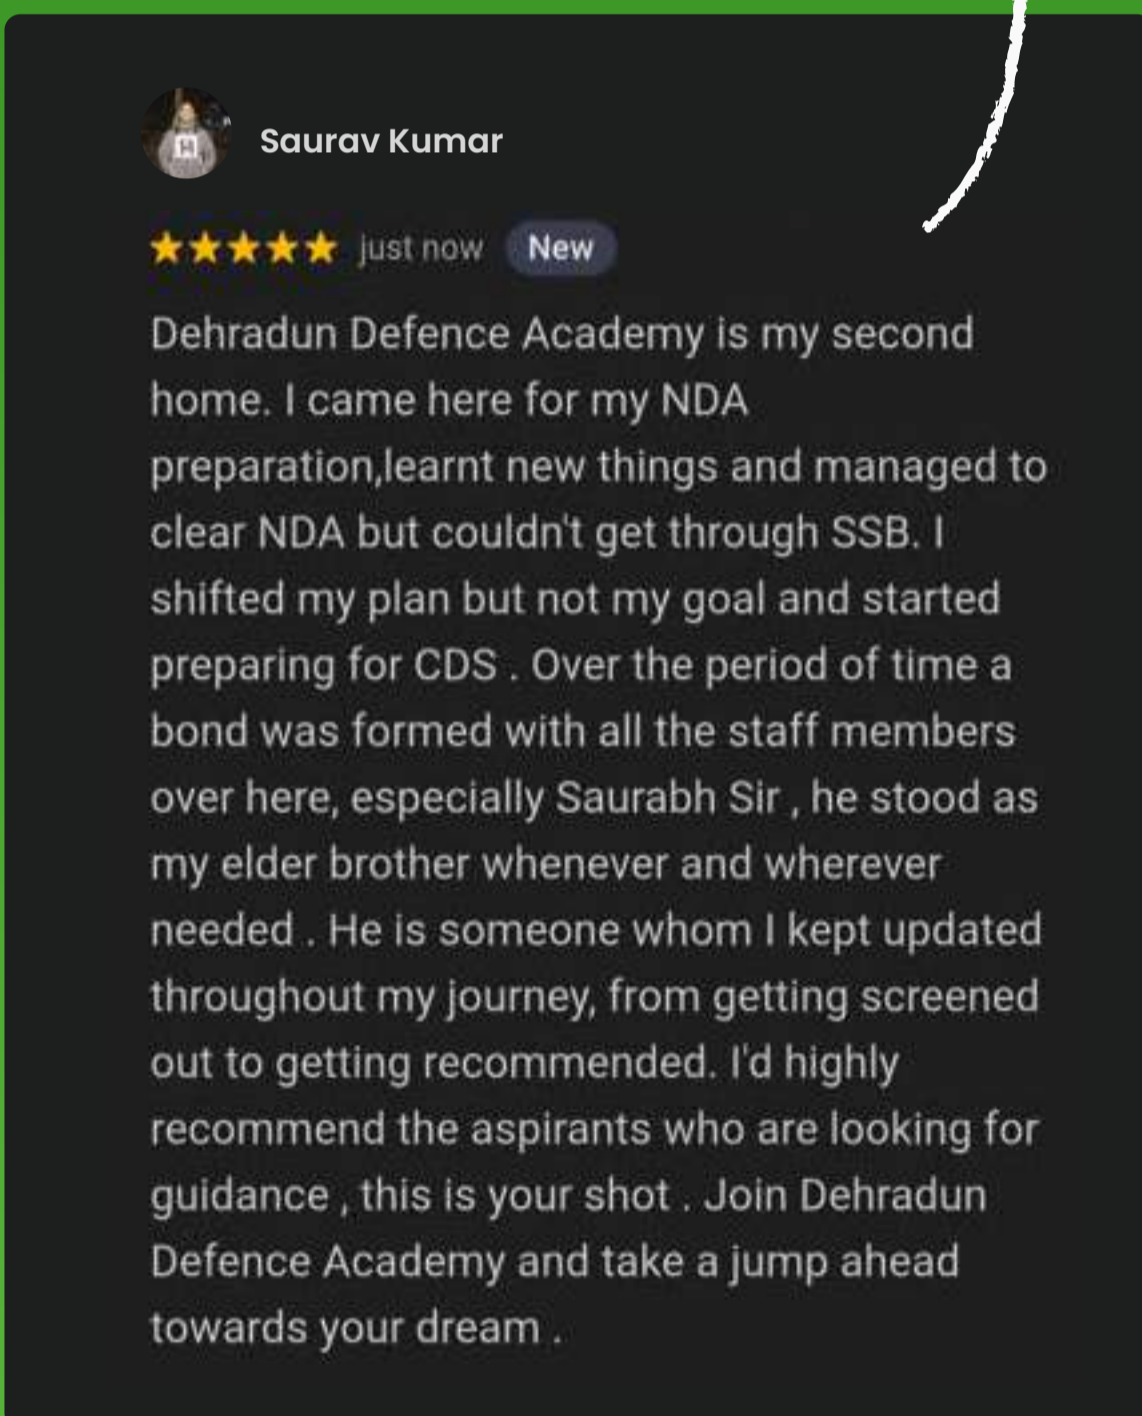 Saurav Kumar
just now New
Dehradun Defence Academy is my second
home. I came here for my NDA
preparation,learnt new things and managed to
clear NDA but couldn't get through SSB. I
shifted my plan but not my goal and started
preparing for CDS . Over the period of time a
bond was formed with all the staff members
over here, especially Saurabh Sir , he stood as
my elder brother whenever and wherever
needed . He is someone whom I kept updated
throughout my journey, from getting screened
out to getting recommended. I'd highly
recommend the aspirants who are looking for
guidance , this is your shot . Join Dehradun
Defence Academy and take a jump ahead
towards your dream .